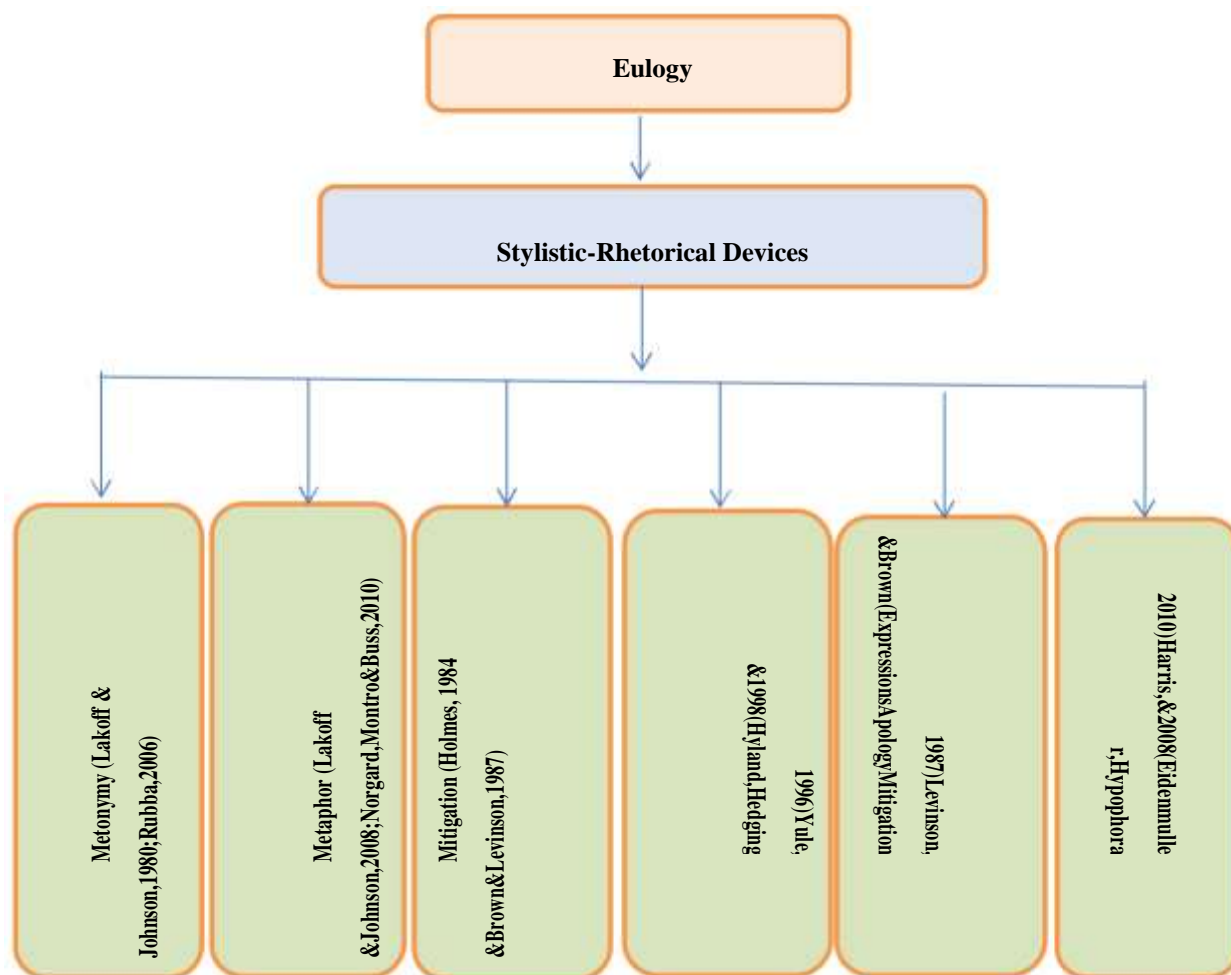 Eulogy
Stylistic-Rhetorical Devices
Metonymy (Lakoff &
Johnson,1980;Rubba,2006)
Metaphor (Lakoff
&Johnson,2008;Norgard,Montro&Buss,2010)
Mitigation (Holmes, 1984
&Brown&Levinson,1987)
1996)Yule,
&1998(Hyland,Hedging
1987)Levinson,
&Brown(ExpressionsApologyMitigation
2010)Harris,&2008(Eidenmulle
r,Hypophora